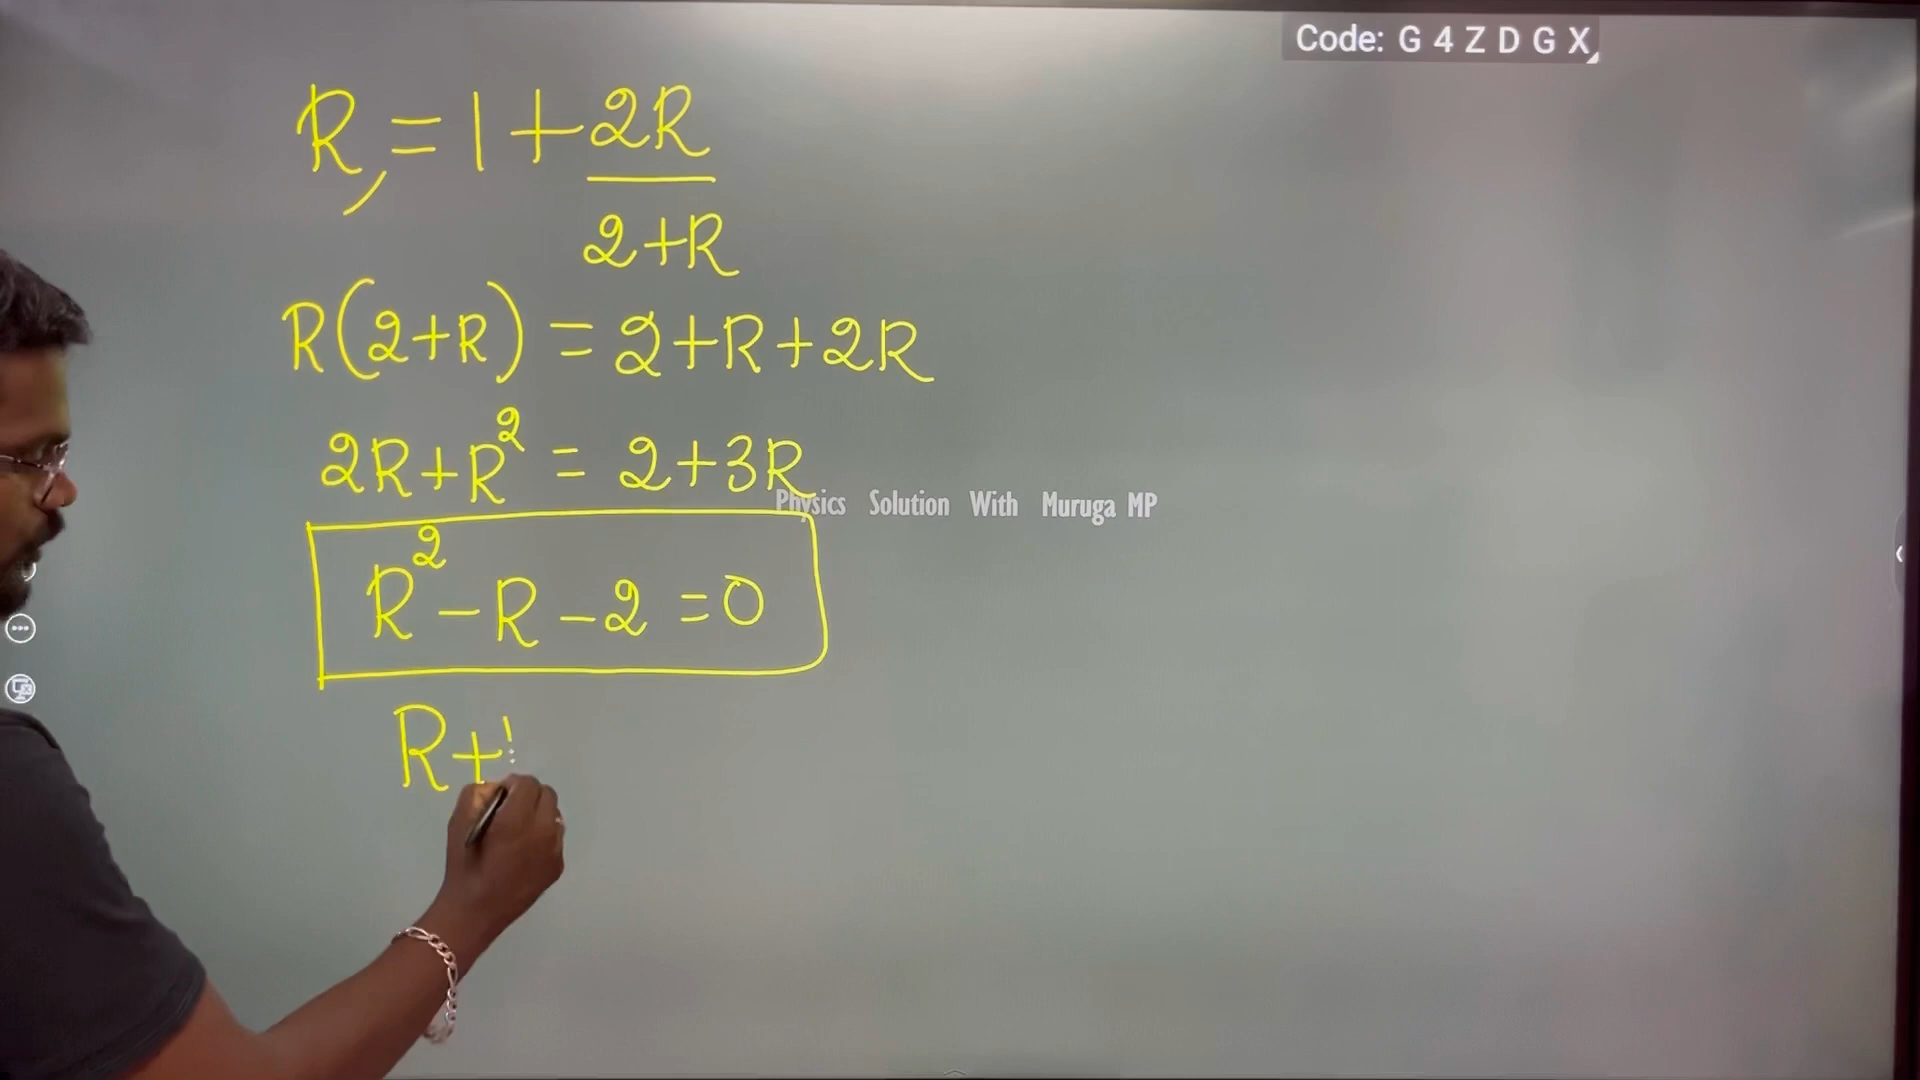 Code: G 4 Z D G X
R, = 1 + 2R
2+R
R(2+R) = 2+R+2R
2R+R² = 2+3R
Physics Solution With Muruga MP
R² - R - 2 = 0
R+